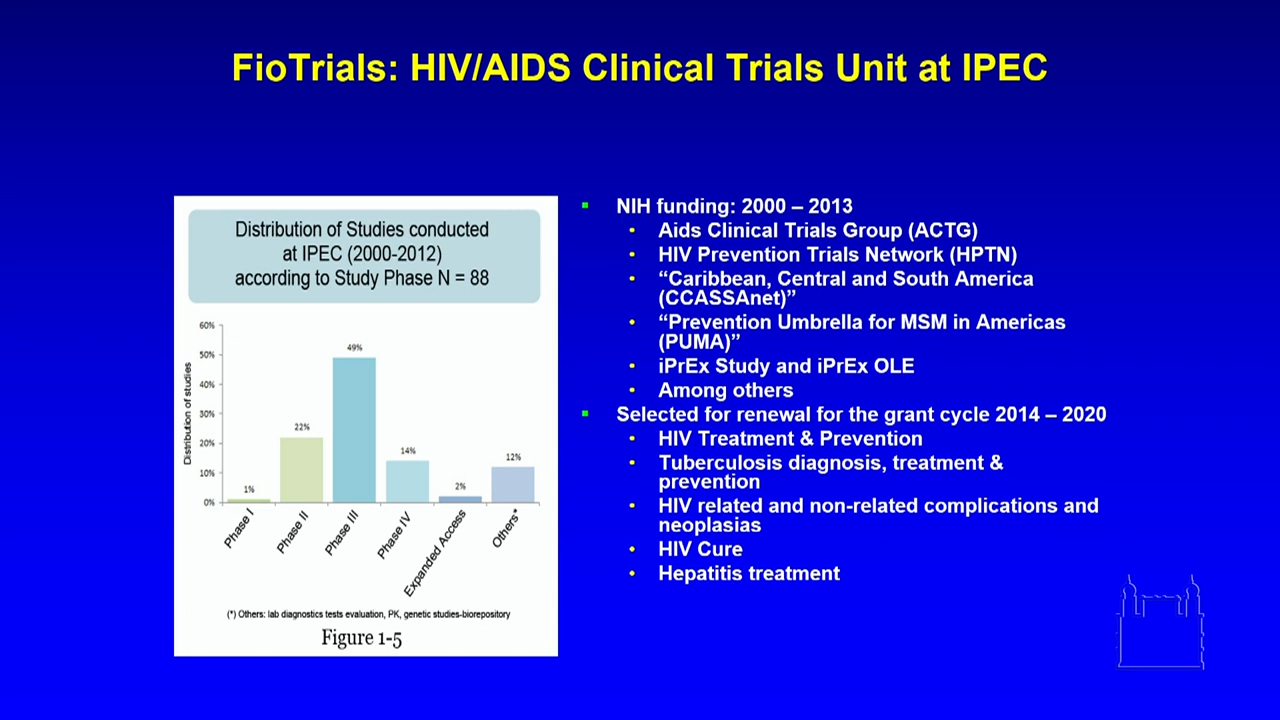 FioTrials: HIV/AIDS Clinical Trials Unit at IPEC
Distribution of Studies conducted
at IPEC (2000-2012)
according to Study Phase N = 88
Distribution of studies
60%
50%
40%
30%
20%
10%
0%
1%
22%
49%
14%
2%
12%
Phase I
Phase II
Phase III
Phase IV
Expanded Access
Others*
(*) Others: lab diagnostics tests evaluation, PK, genetic studies-biorepository
Figure 1-5
▪ NIH funding: 2000 – 2013
• Aids Clinical Trials Group (ACTG)
• HIV Prevention Trials Network (HPTN)
• “Caribbean, Central and South America
(CCASSAnet)”
• “Prevention Umbrella for MSM in Americas
(PUMA)”
• iPrEx Study and iPrEx OLE
• Among others
▪ Selected for renewal for the grant cycle 2014 – 2020
• HIV Treatment & Prevention
• Tuberculosis diagnosis, treatment &
prevention
• HIV related and non-related complications and
neoplasias
• HIV Cure
• Hepatitis treatment